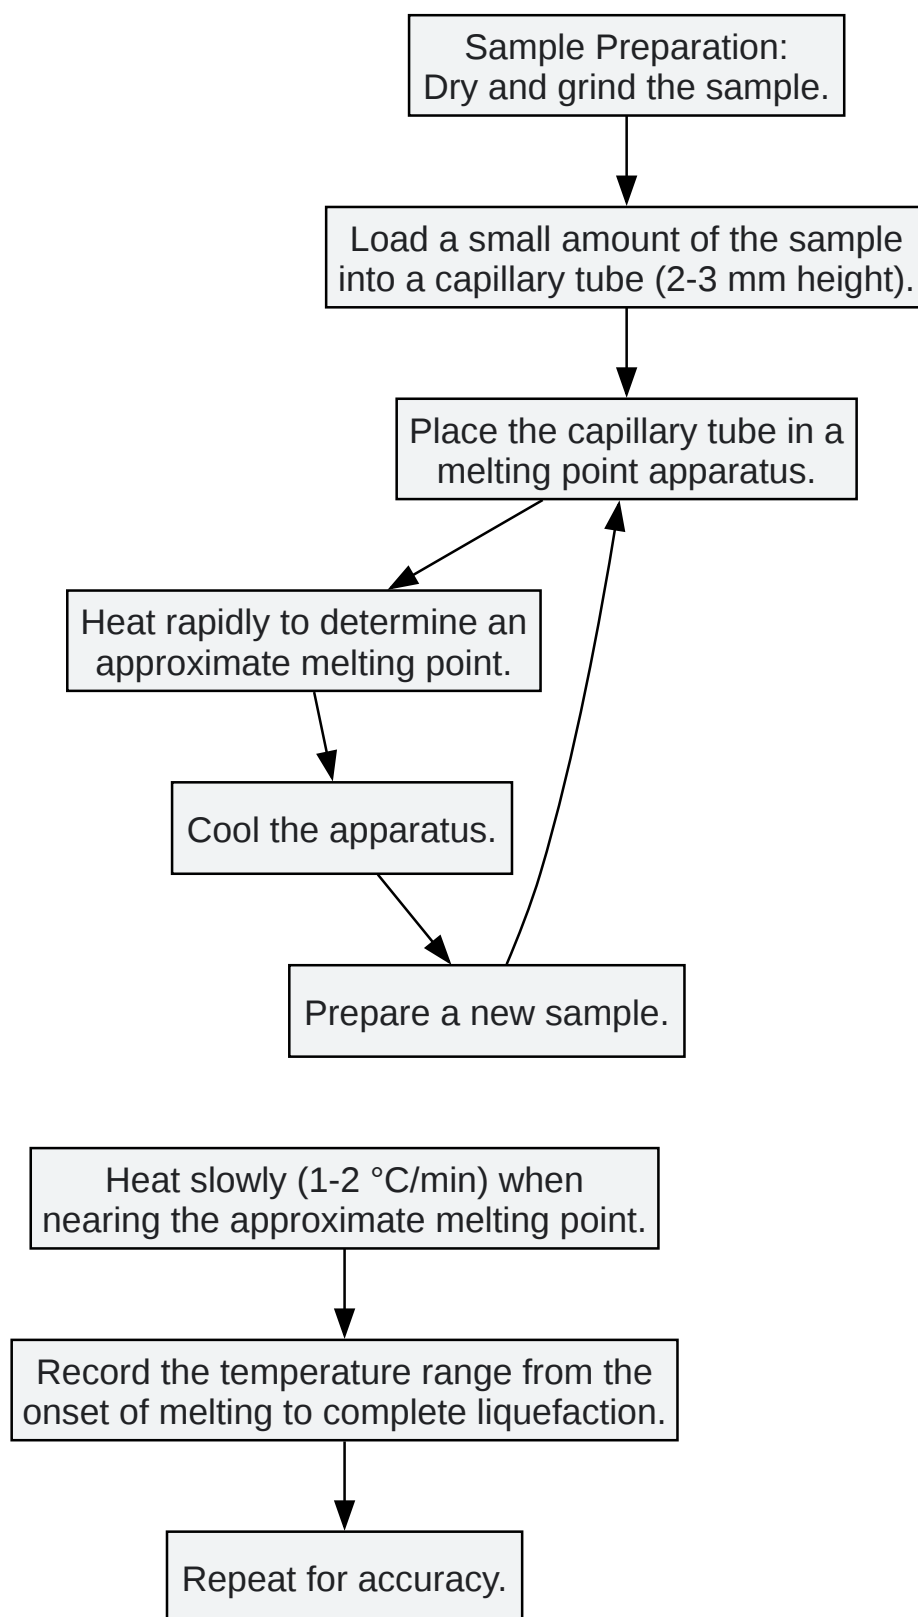 Sample Preparation:
Dry and grind the sample.
Load a small amount of the sample
into a capillary tube (2-3 mm height).
Place the capillary tube in a
melting point apparatus.
Heat rapidly to determine an
approximate melting point.
Cool the apparatus.
Prepare a new sample.
Heat slowly (1-2 °C/min) when
nearing the approximate melting point.
Record the temperature range from the
onset of melting to complete liquefaction.
Repeat for accuracy.